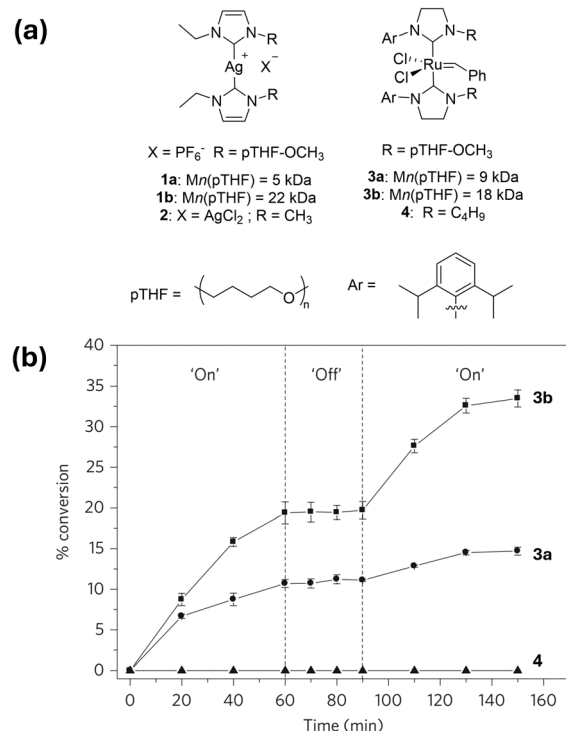 (a)
N N R
Ag + X−
N N R
Ar N N R
Cl Cl Ru Ph
Ar N N R
X = PF6- R = pTHF-OCH3
1a: Mn(pTHF) = 5 kDa
1b: Mn(pTHF) = 22 kDa
2: X = AgCl2 ; R = CH3
R = pTHF-OCH3
3a: Mn(pTHF) = 9 kDa
3b: Mn(pTHF) = 18 kDa
4: R = C4H9
pTHF = ( O )n
Ar =
(b)
% conversion
40
35
30
25
20
15
10
5
0
‘On’ ‘Off’ ‘On’
3b
3a
4
0 20 40 60 80 100 120 140 160
Time (min)